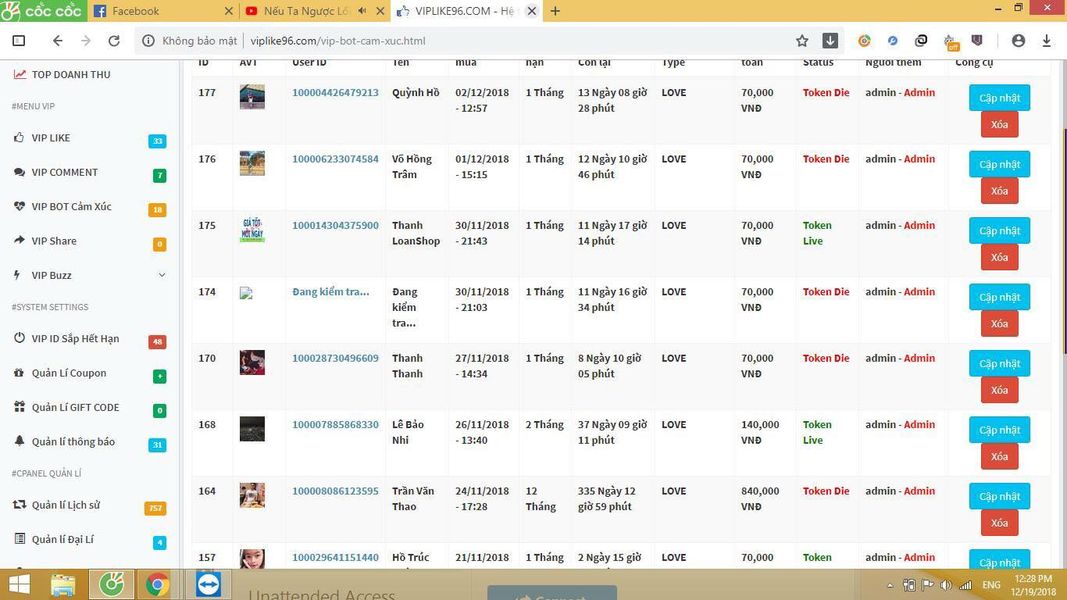 cốc cốc
Facebook
Nếu Ta Ngược Lố
VIPLIKE96.COM - Hệ
Không bảo mật
viplike96.com/vip-bot-cam-xuc.html
off
TOP DOANH THU
#MENU VIP
VIP LIKE 33
VIP COMMENT 7
VIP BOT Cảm Xúc 18
VIP Share 0
VIP Buzz
#SYSTEM SETTINGS
VIP ID Sắp Hết Hạn 48
Quản Lí Coupon +
Quản Lí GIFT CODE 0
Quản lí thông báo 31
#CPANEL QUẢN LÍ
Quản lí Lịch sử 757
Quản lí Đại Lí 4
ID AVT User ID Tên mua hạn Còn lại Type toán Status Người thêm Công cụ
177 100004426479213 Quỳnh Hồ 02/12/2018 1 Tháng 13 Ngày 08 giờ LOVE 70,000 Token Die admin - Admin Cập nhật
- 12:57 28 phút VNĐ Xóa
176 100006233074584 Võ Hồng 01/12/2018 1 Tháng 12 Ngày 10 giờ LOVE 70,000 Token Die admin - Admin Cập nhật
Trâm - 15:15 46 phút VNĐ Xóa
GIÁ TỐT
MỖI NGÀY
175 100014304375900 Thanh 30/11/2018 1 Tháng 11 Ngày 17 giờ LOVE 70,000 Token admin - Admin Cập nhật
LoanShop - 21:43 14 phút VNĐ Live Xóa
174 Đang kiểm tra... Đang 30/11/2018 1 Tháng 11 Ngày 16 giờ LOVE 70,000 Token Die admin - Admin Cập nhật
kiểm - 21:03 34 phút VNĐ Xóa
tra...
170 100028730496609 Thanh 27/11/2018 1 Tháng 8 Ngày 10 giờ LOVE 70,000 Token Die admin - Admin Cập nhật
Thanh - 14:34 05 phút VNĐ Xóa
168 100007885868330 Lê Bảo 26/11/2018 2 Tháng 37 Ngày 09 giờ LOVE 140,000 Token admin - Admin Cập nhật
Nhi - 13:40 11 phút VNĐ Live Xóa
164 100008086123595 Trần Văn 24/11/2018 12 335 Ngày 12 LOVE 840,000 Token Die admin - Admin Cập nhật
Thao - 17:28 Tháng giờ 59 phút VNĐ Xóa
157 100029641151440 Hồ Trúc 21/11/2018 1 Tháng 2 Ngày 15 giờ LOVE 70,000 Token admin - Admin Cập nhật
Unattended Access
Connect
ENG
12:28 PM
12/19/2018